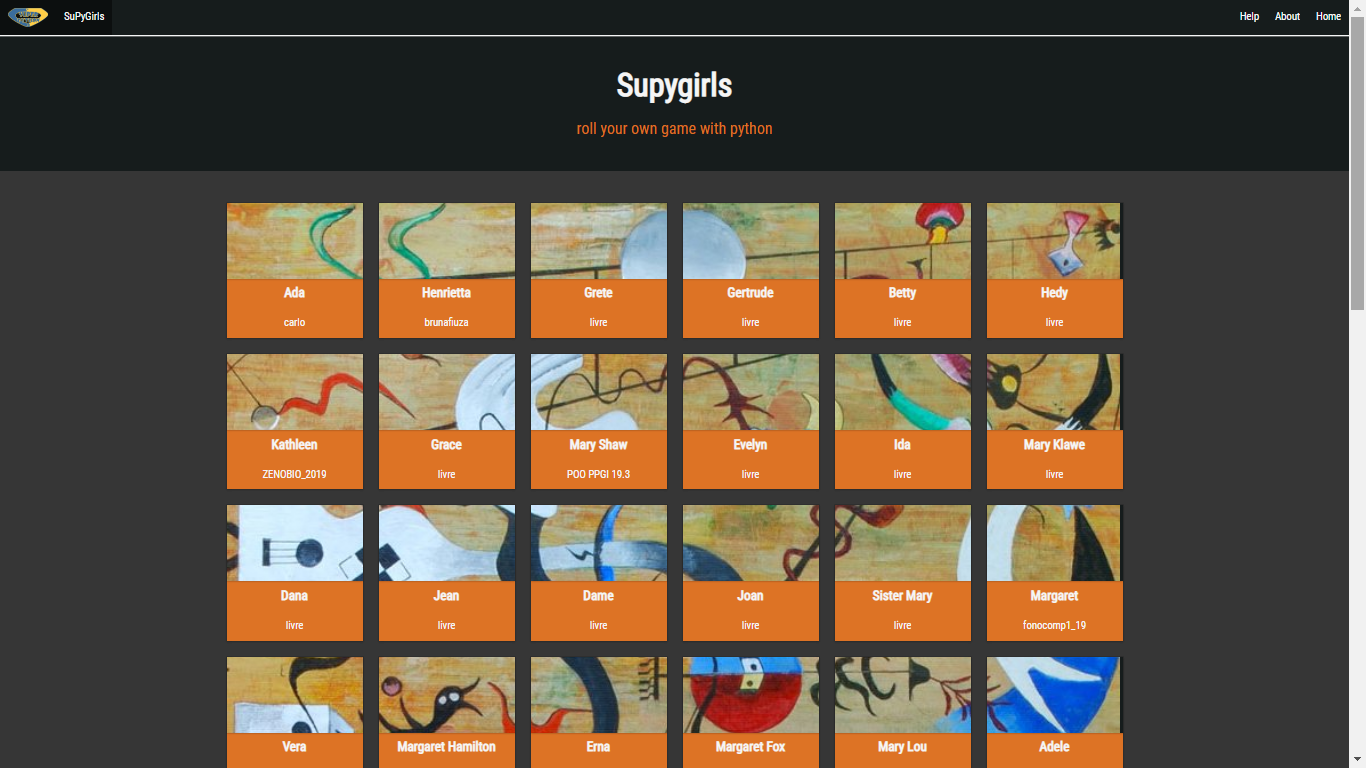 SuPyGirls
Help About Home
Supygirls
roll your own game with python
Ada Henrietta Grete Gertrude Betty Hedy
carlo brunafiuza livre livre livre livre
Kathleen Grace Mary Shaw Evelyn Ida Mary Klawe
ZENOBIO_2019 livre POO PPGI 19.3 livre livre livre
Dana Jean Dame Joan Sister Mary Margaret
livre livre livre livre livre fonocomp1_19
Vera Margaret Hamilton Erna Margaret Fox Mary Lou Adele